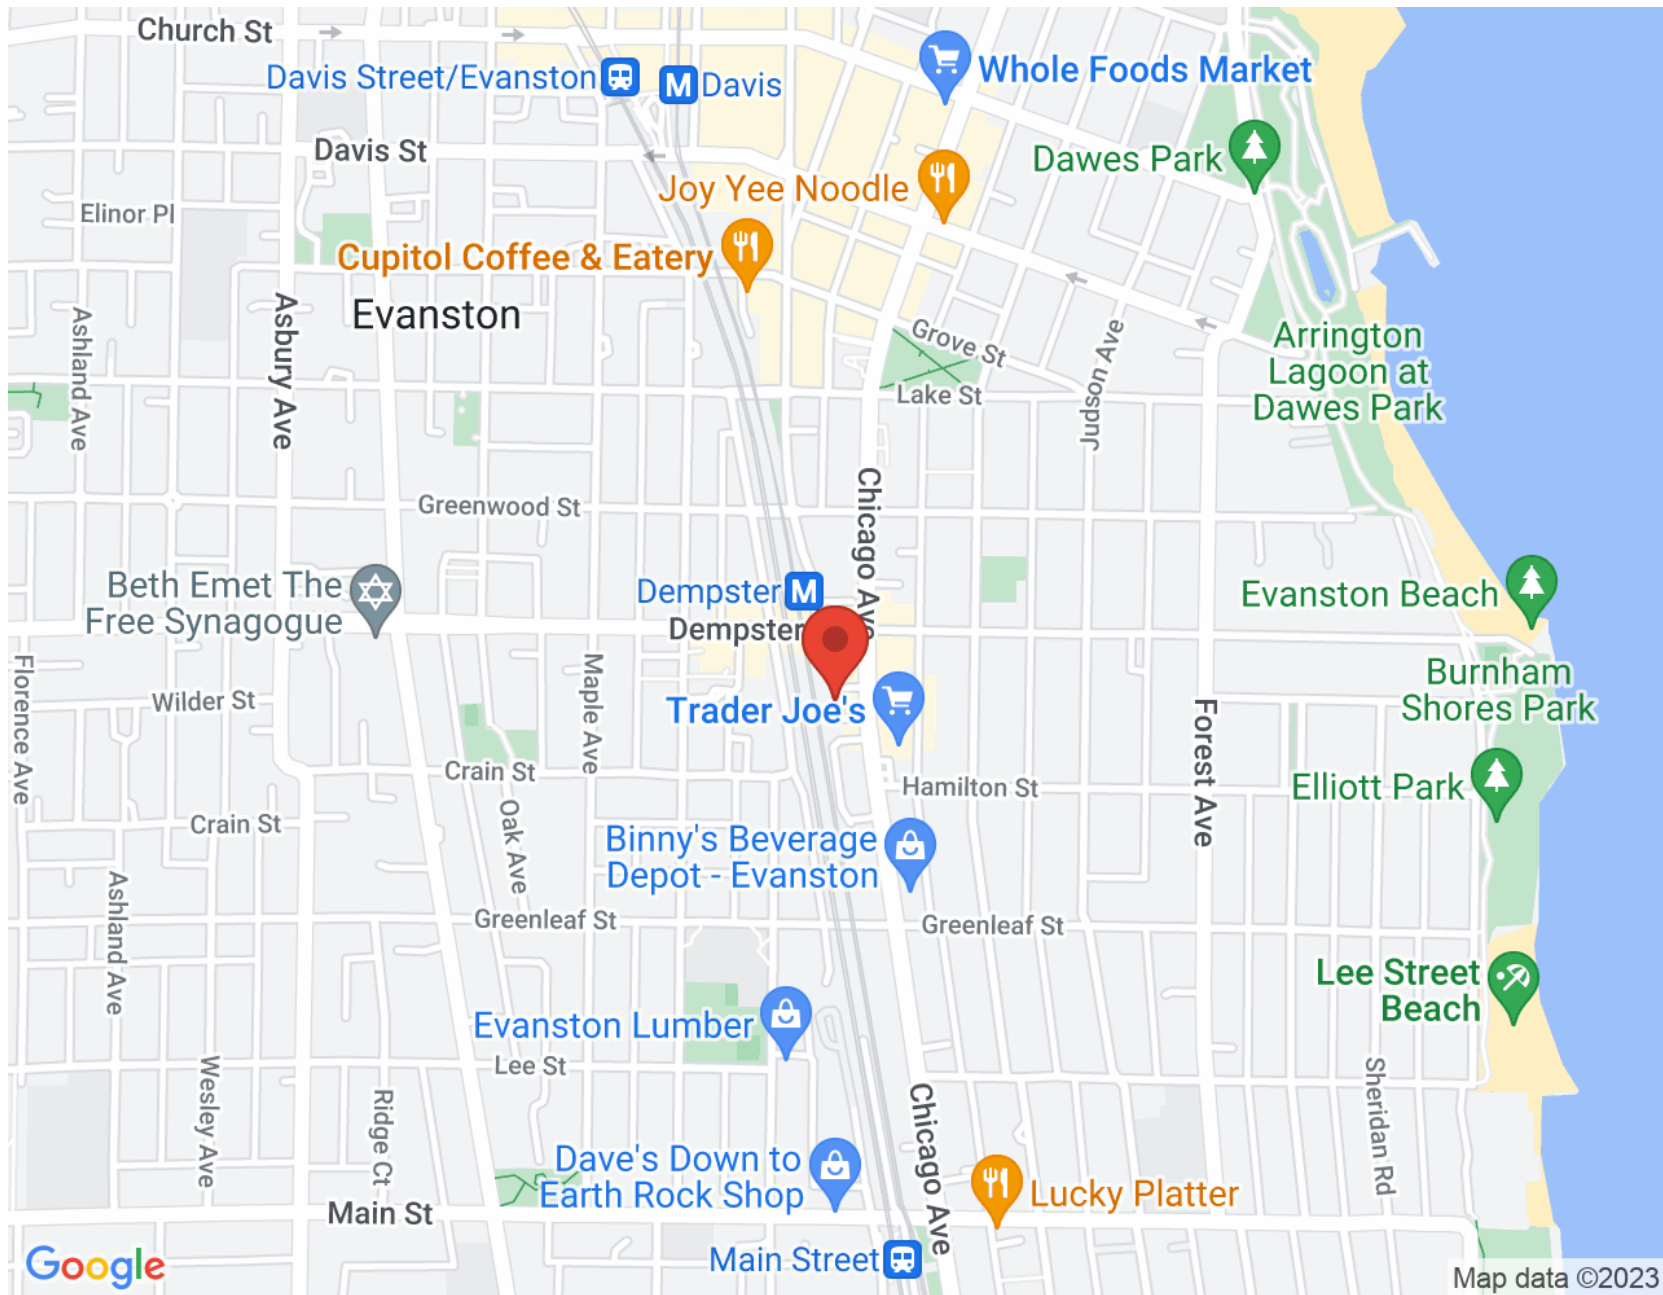 Church St
Davis Street/Evanston
M
Davis
Whole Foods Market
Davis St
Dawes Park
Joy Yee Noodle
Elinor Pl
Cupitol Coffee & Eatery
Evanston
Ashland Ave
Asbury Ave
Grove St
Judson Ave
Arrington
Lagoon at
Dawes Park
Lake St
Greenwood St
Chicago Ave
Beth Emet The
Free Synagogue
Dempster
M
Dempster
Evanston Beach
Florence Ave
Wilder St
Maple Ave
Trader Joe's
Forest Ave
Burnham
Shores Park
Crain St
Hamilton St
Elliott Park
Crain St
Oak Ave
Binny's Beverage
Depot - Evanston
Ashland Ave
Greenleaf St
Greenleaf St
Lee Street
Beach
Evanston Lumber
Lee St
Wesley Ave
Ridge Ct
Chicago Ave
Sheridan Rd
Dave's Down to
Earth Rock Shop
Lucky Platter
Main St
Main Street
Google
Map data ©2023